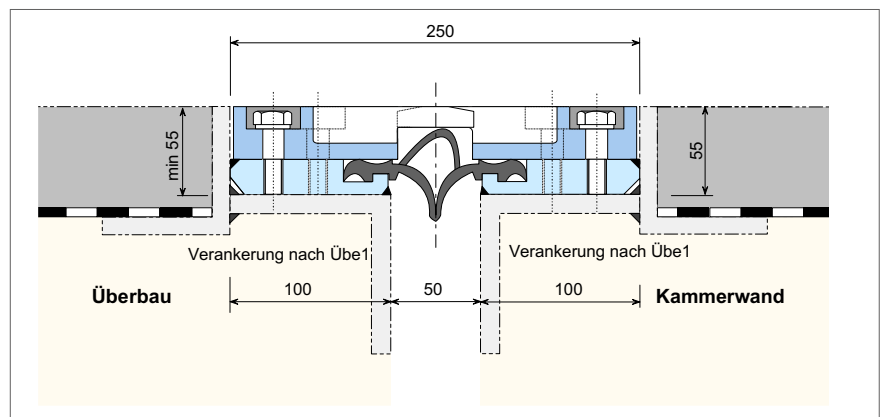 250
min 55
55
Verankerung nach Übe1
Verankerung nach Übe1
Überbau
100
50
100
Kammerwand